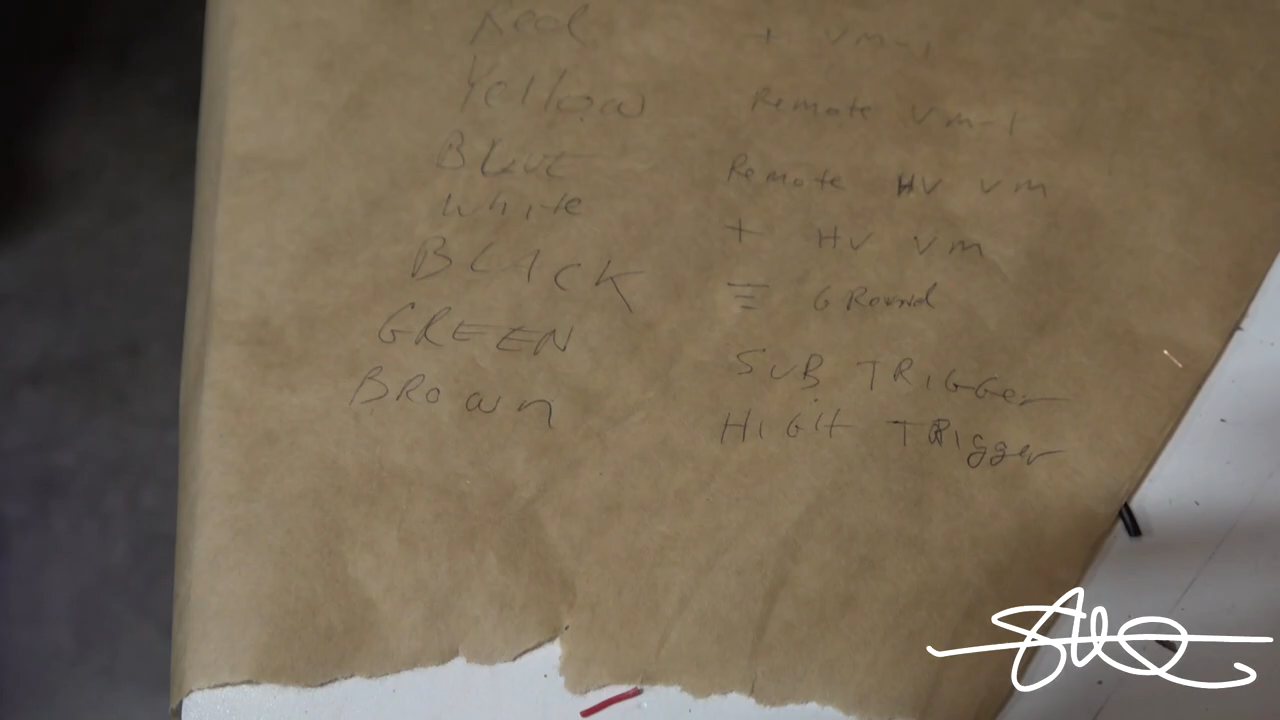 Red + VM-1
Yellow Remote VM-1
BLUE Remote HV VM
White + HV VM
BLACK Ground
GREEN SUB TRIGGer
BROwn HIGH TRIgger